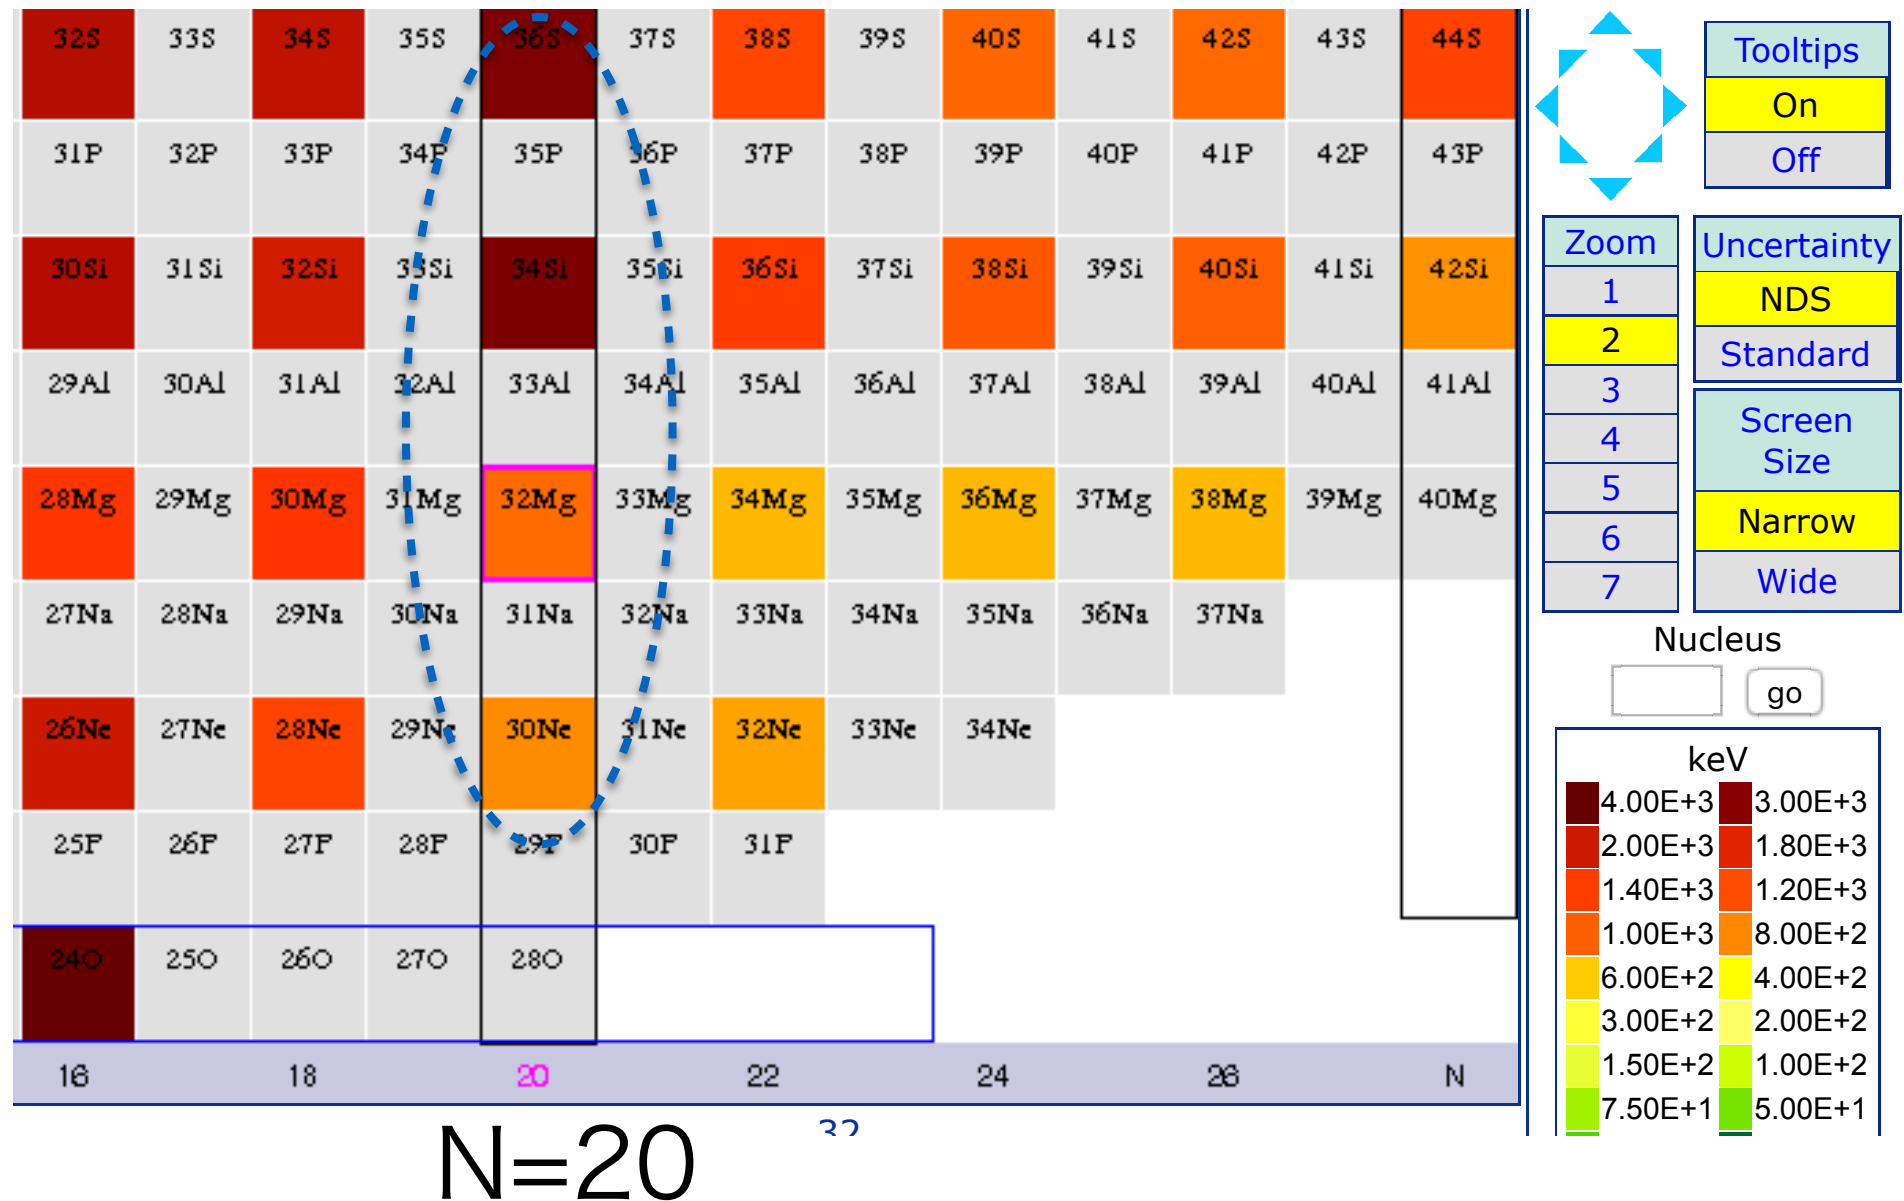 32S 33S 34S 35S 36S 37S 38S 39S 40S 41S 42S 43S 44S
31P 32P 33P 34P 35P 36P 37P 38P 39P 40P 41P 42P 43P
30Si 31Si 32Si 33Si 34Si 35Si 36Si 37Si 38Si 39Si 40Si 41Si 42Si
29Al 30Al 31Al 32Al 33Al 34Al 35Al 36Al 37Al 38Al 39Al 40Al 41Al
28Mg 29Mg 30Mg 31Mg 32Mg 33Mg 34Mg 35Mg 36Mg 37Mg 38Mg 39Mg 40Mg
27Na 28Na 29Na 30Na 31Na 32Na 33Na 34Na 35Na 36Na 37Na
26Ne 27Ne 28Ne 29Ne 30Ne 31Ne 32Ne 33Ne 34Ne
25F 26F 27F 28F 29F 30F 31F
24O 25O 26O 27O 28O
16 18 20 22 24 26 N
32
N=20
Tooltips
On
Off
Zoom
1
2
3
4
5
6
7
Uncertainty
NDS
Standard
Screen
Size
Narrow
Wide
Nucleus
go
keV
4.00E+3 3.00E+3
2.00E+3 1.80E+3
1.40E+3 1.20E+3
1.00E+3 8.00E+2
6.00E+2 4.00E+2
3.00E+2 2.00E+2
1.50E+2 1.00E+2
7.50E+1 5.00E+1